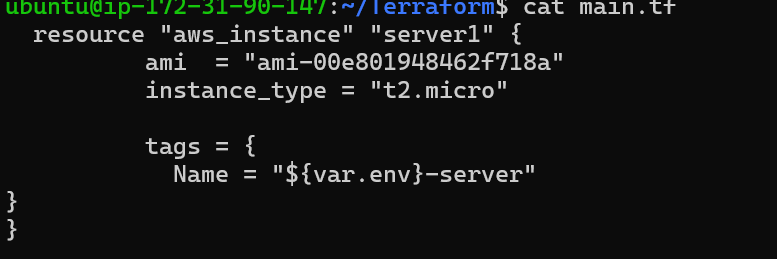 ubuntu@ip-172-31-90-147:~/Terraform$ cat main.tf
resource "aws_instance" "server1" {
ami  = "ami-00e801948462f718a"
instance_type = "t2.micro"
tags = {
Name = "${var.env}-server"
}
}